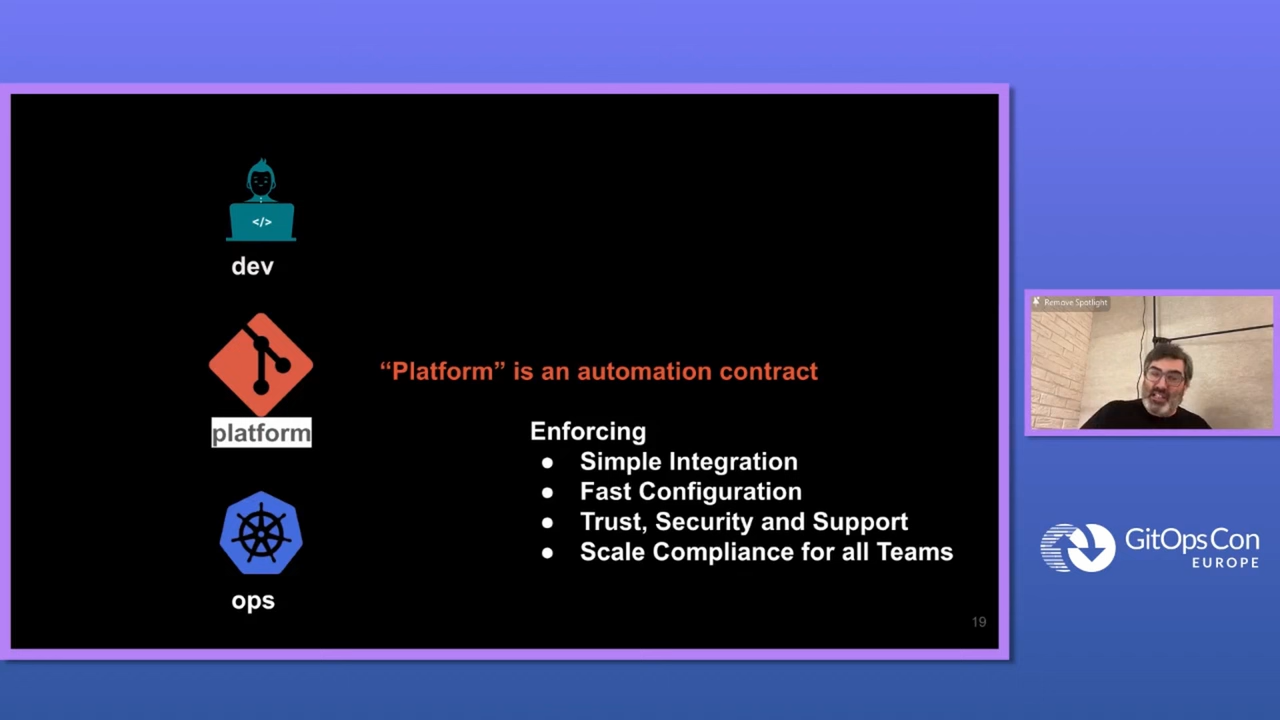 </>
dev
platform
ops
“Platform” is an automation contract
Enforcing
● Simple Integration
● Fast Configuration
● Trust, Security and Support
● Scale Compliance for all Teams
19
Remove Spotlight
GitOpsCon
EUROPE